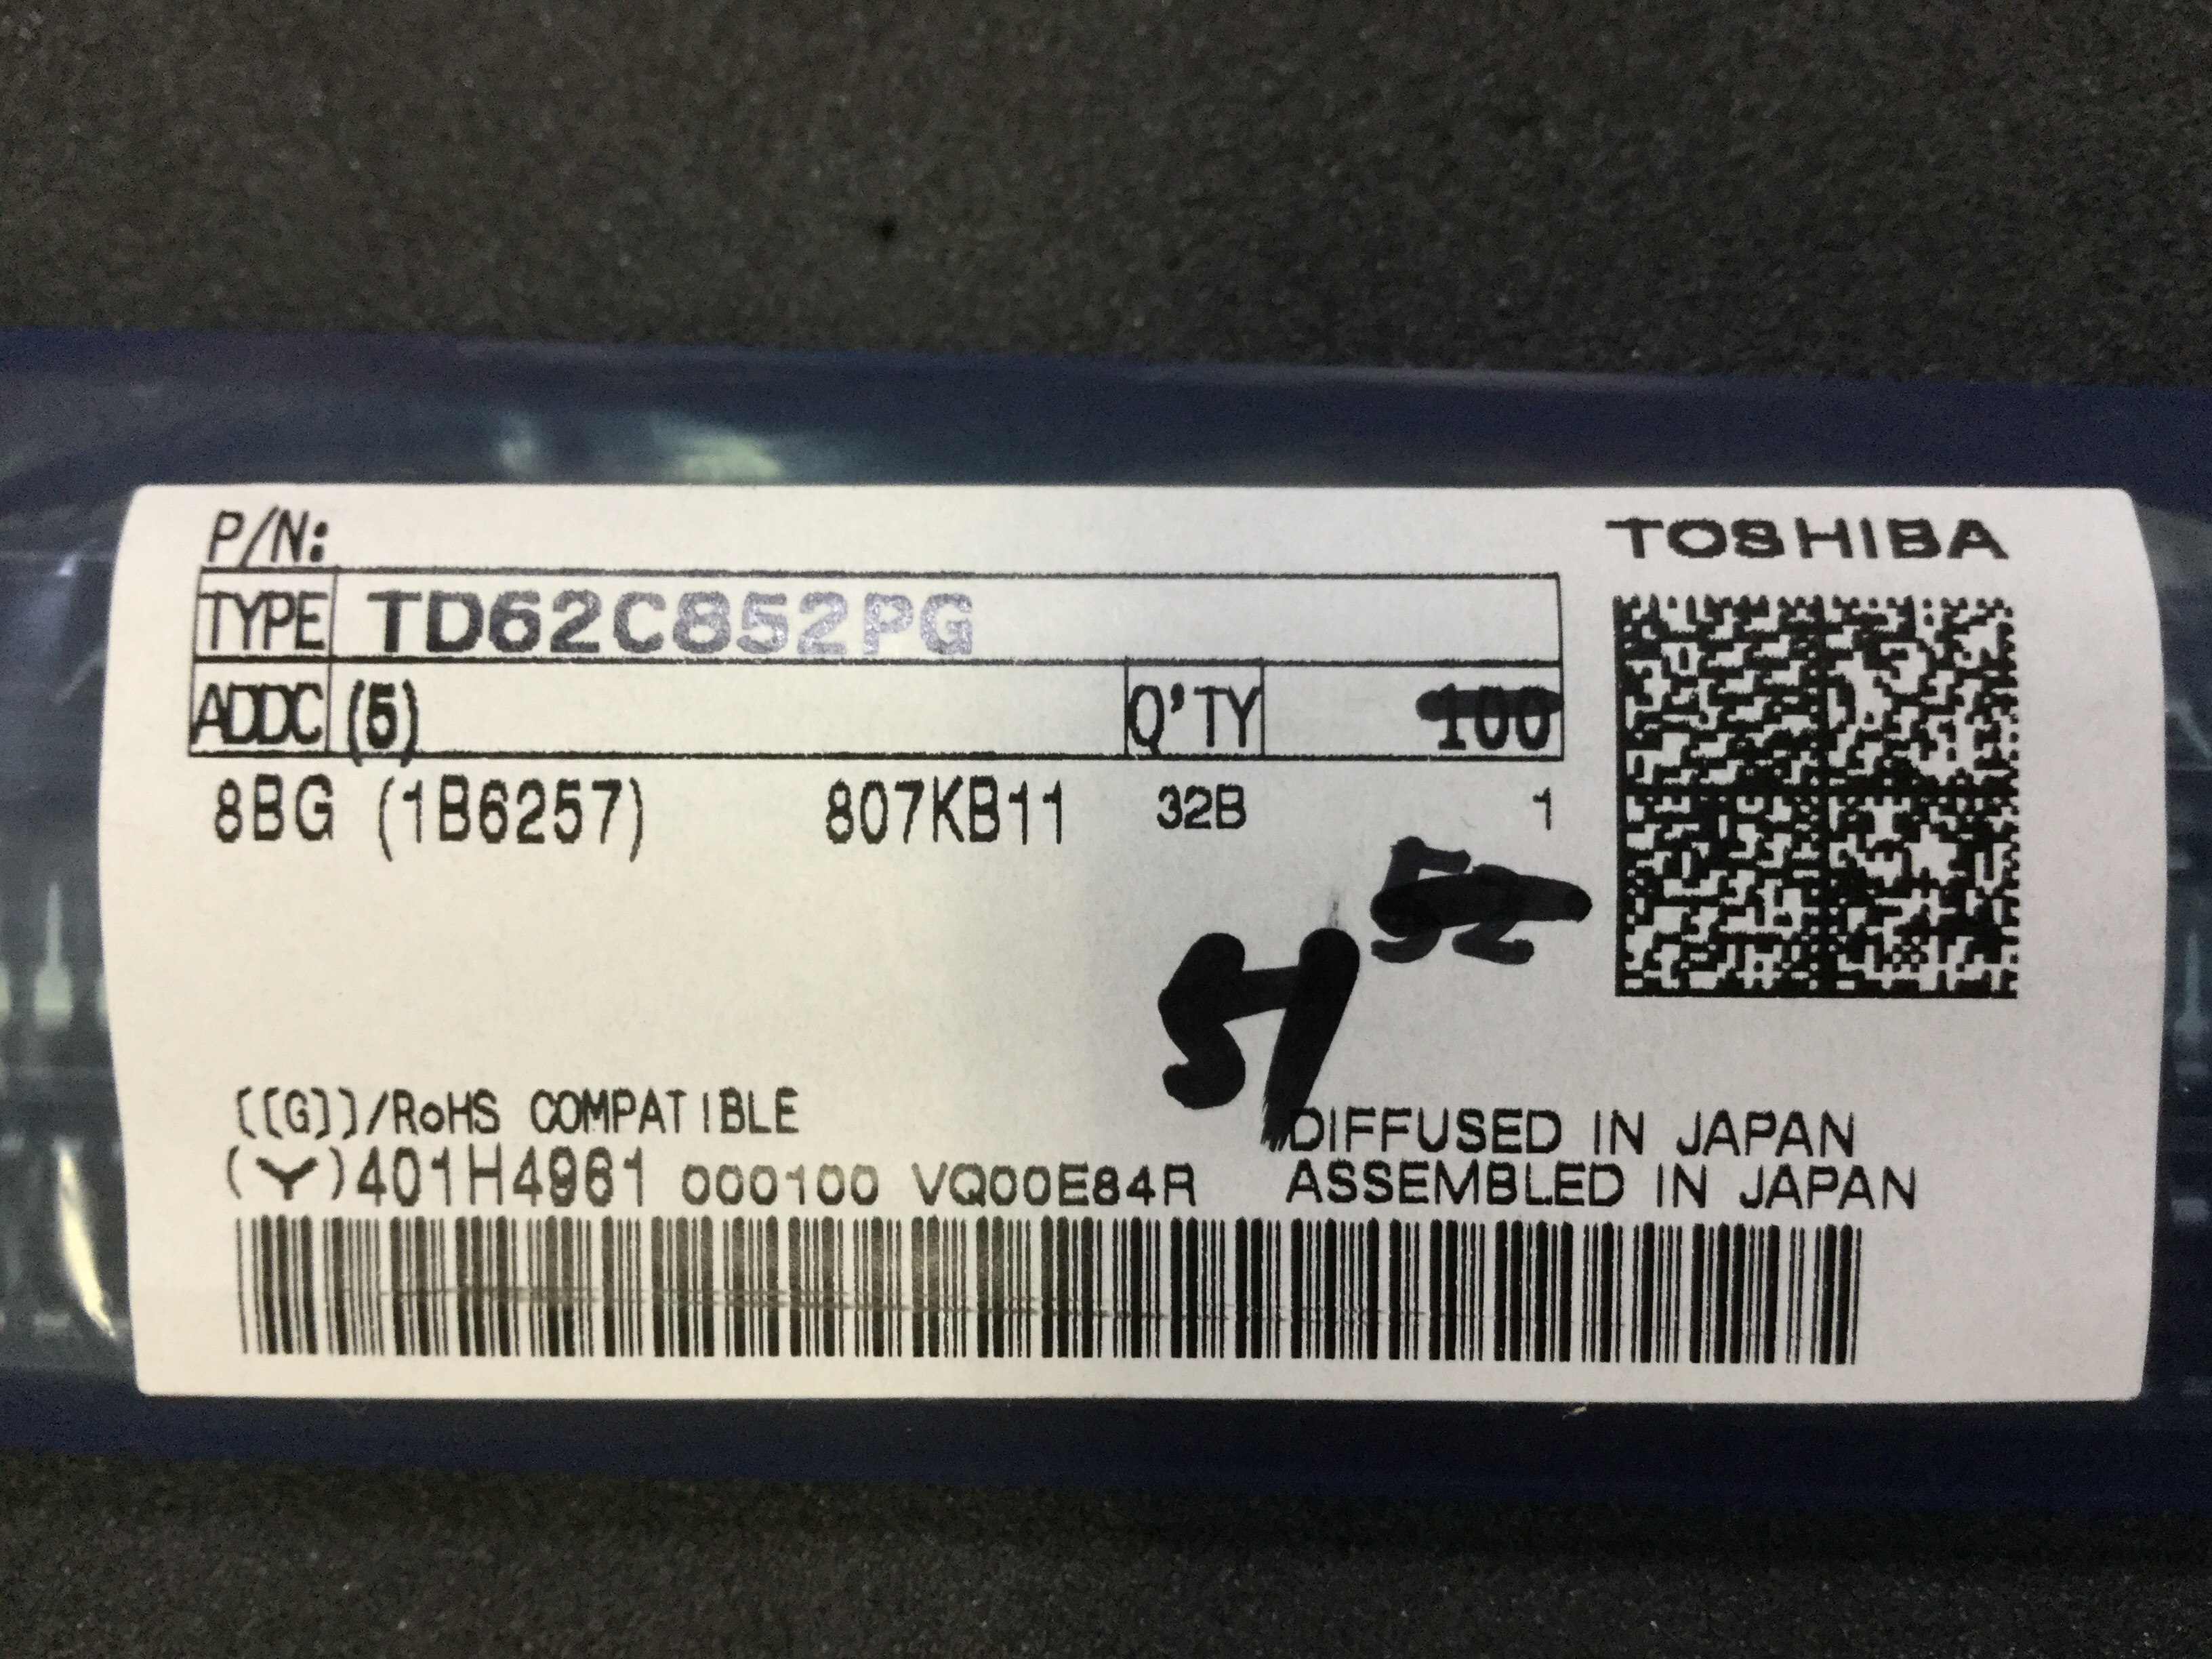 P/N:
TOSHIBA
TYPE TD62C852PG
ADDC (5) Q'TY 100
8BG (1B6257) 807KB11 32B 1
52
51
[[G]]/RoHS COMPATIBLE
DIFFUSED IN JAPAN
(Y)401H4961 000100 VQ00E84R
ASSEMBLED IN JAPAN